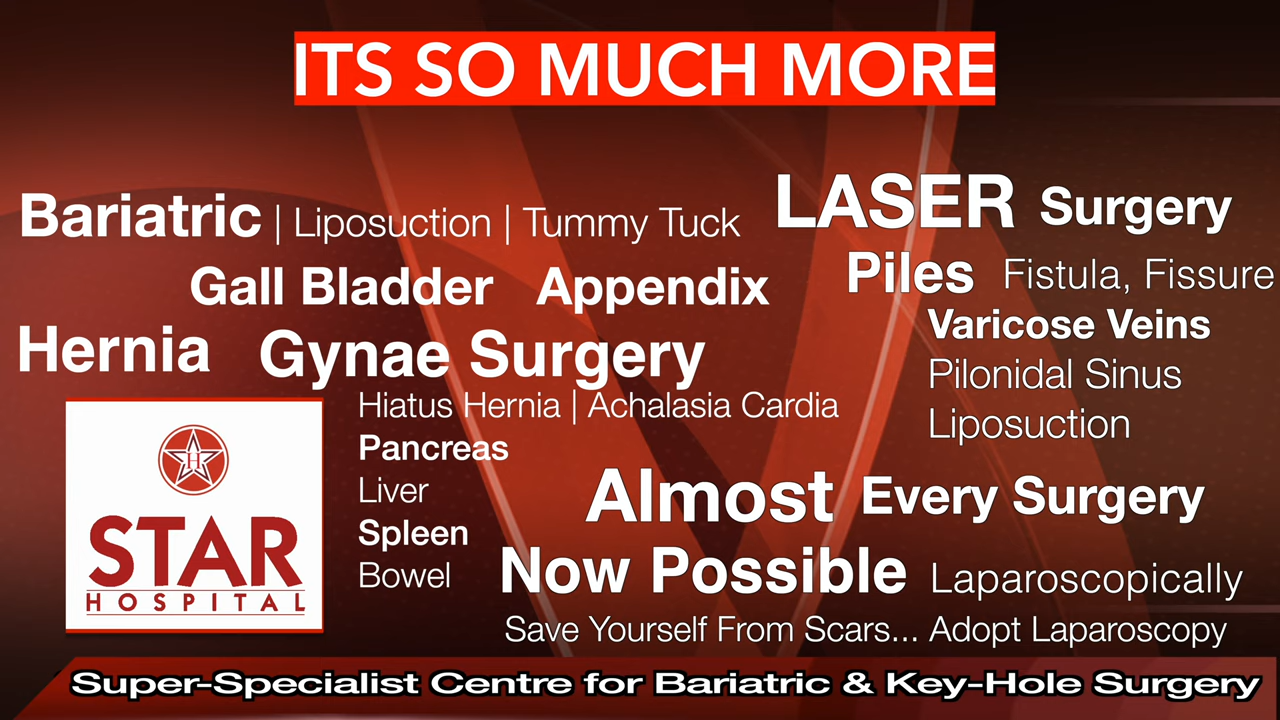 ITS SO MUCH MORE
Bariatric | Liposuction | Tummy Tuck
Gall Bladder Appendix
Hernia Gynae Surgery
Hiatus Hernia | Achalasia Cardia
Pancreas
Liver
Spleen
Bowel
LASER Surgery
Piles Fistula, Fissure
Varicose Veins
Pilonidal Sinus
Liposuction
Almost Every Surgery
Now Possible Laparoscopically
Save Yourself From Scars... Adopt Laparoscopy
H
STAR
HOSPITAL
Super-Specialist Centre for Bariatric & Key-Hole Surgery